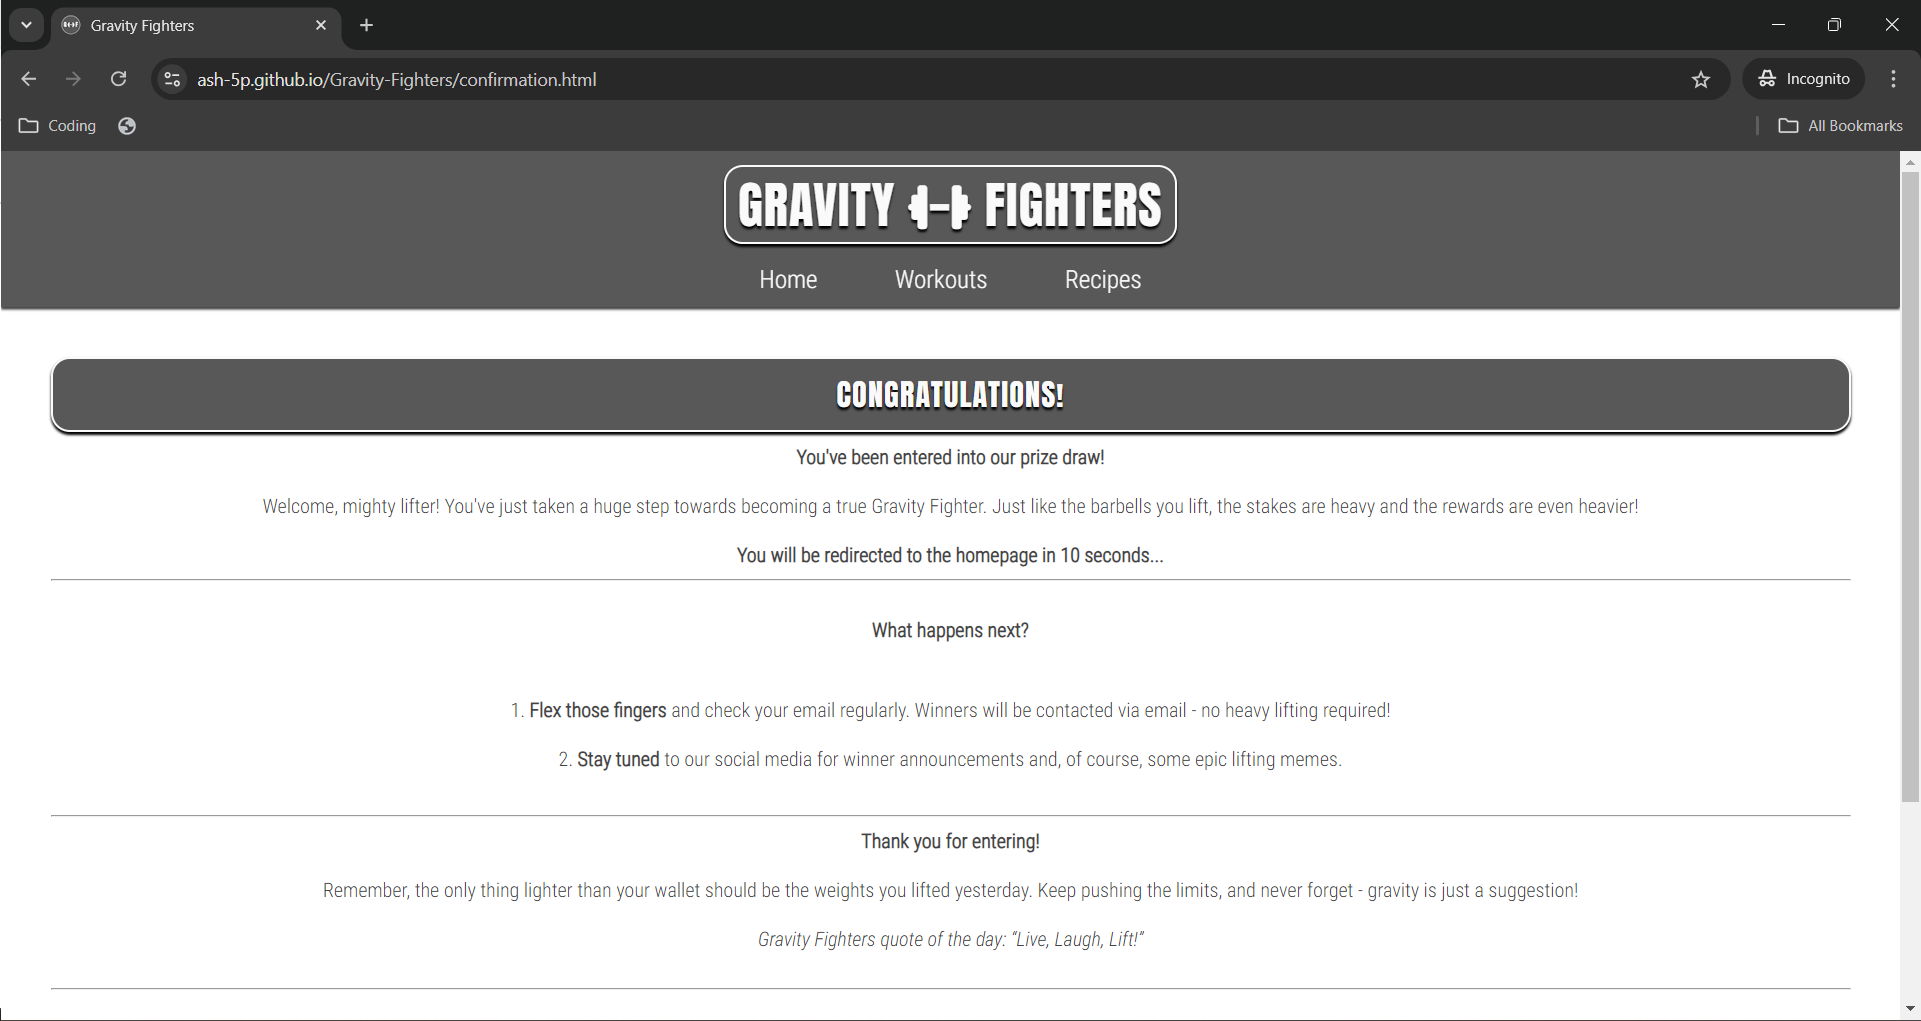 Gravity Fighters
ash-5p.github.io/Gravity-Fighters/confirmation.html
Incognito
Coding
All Bookmarks
GRAVITY FIGHTERS
Home Workouts Recipes
CONGRATULATIONS!
You've been entered into our prize draw!
Welcome, mighty lifter! You've just taken a huge step towards becoming a true Gravity Fighter. Just like the barbells you lift, the stakes are heavy and the rewards are even heavier!
You will be redirected to the homepage in 10 seconds...
What happens next?
1. Flex those fingers and check your email regularly. Winners will be contacted via email - no heavy lifting required!
2. Stay tuned to our social media for winner announcements and, of course, some epic lifting memes.
Thank you for entering!
Remember, the only thing lighter than your wallet should be the weights you lifted yesterday. Keep pushing the limits, and never forget - gravity is just a suggestion!
Gravity Fighters quote of the day: “Live, Laugh, Lift!”